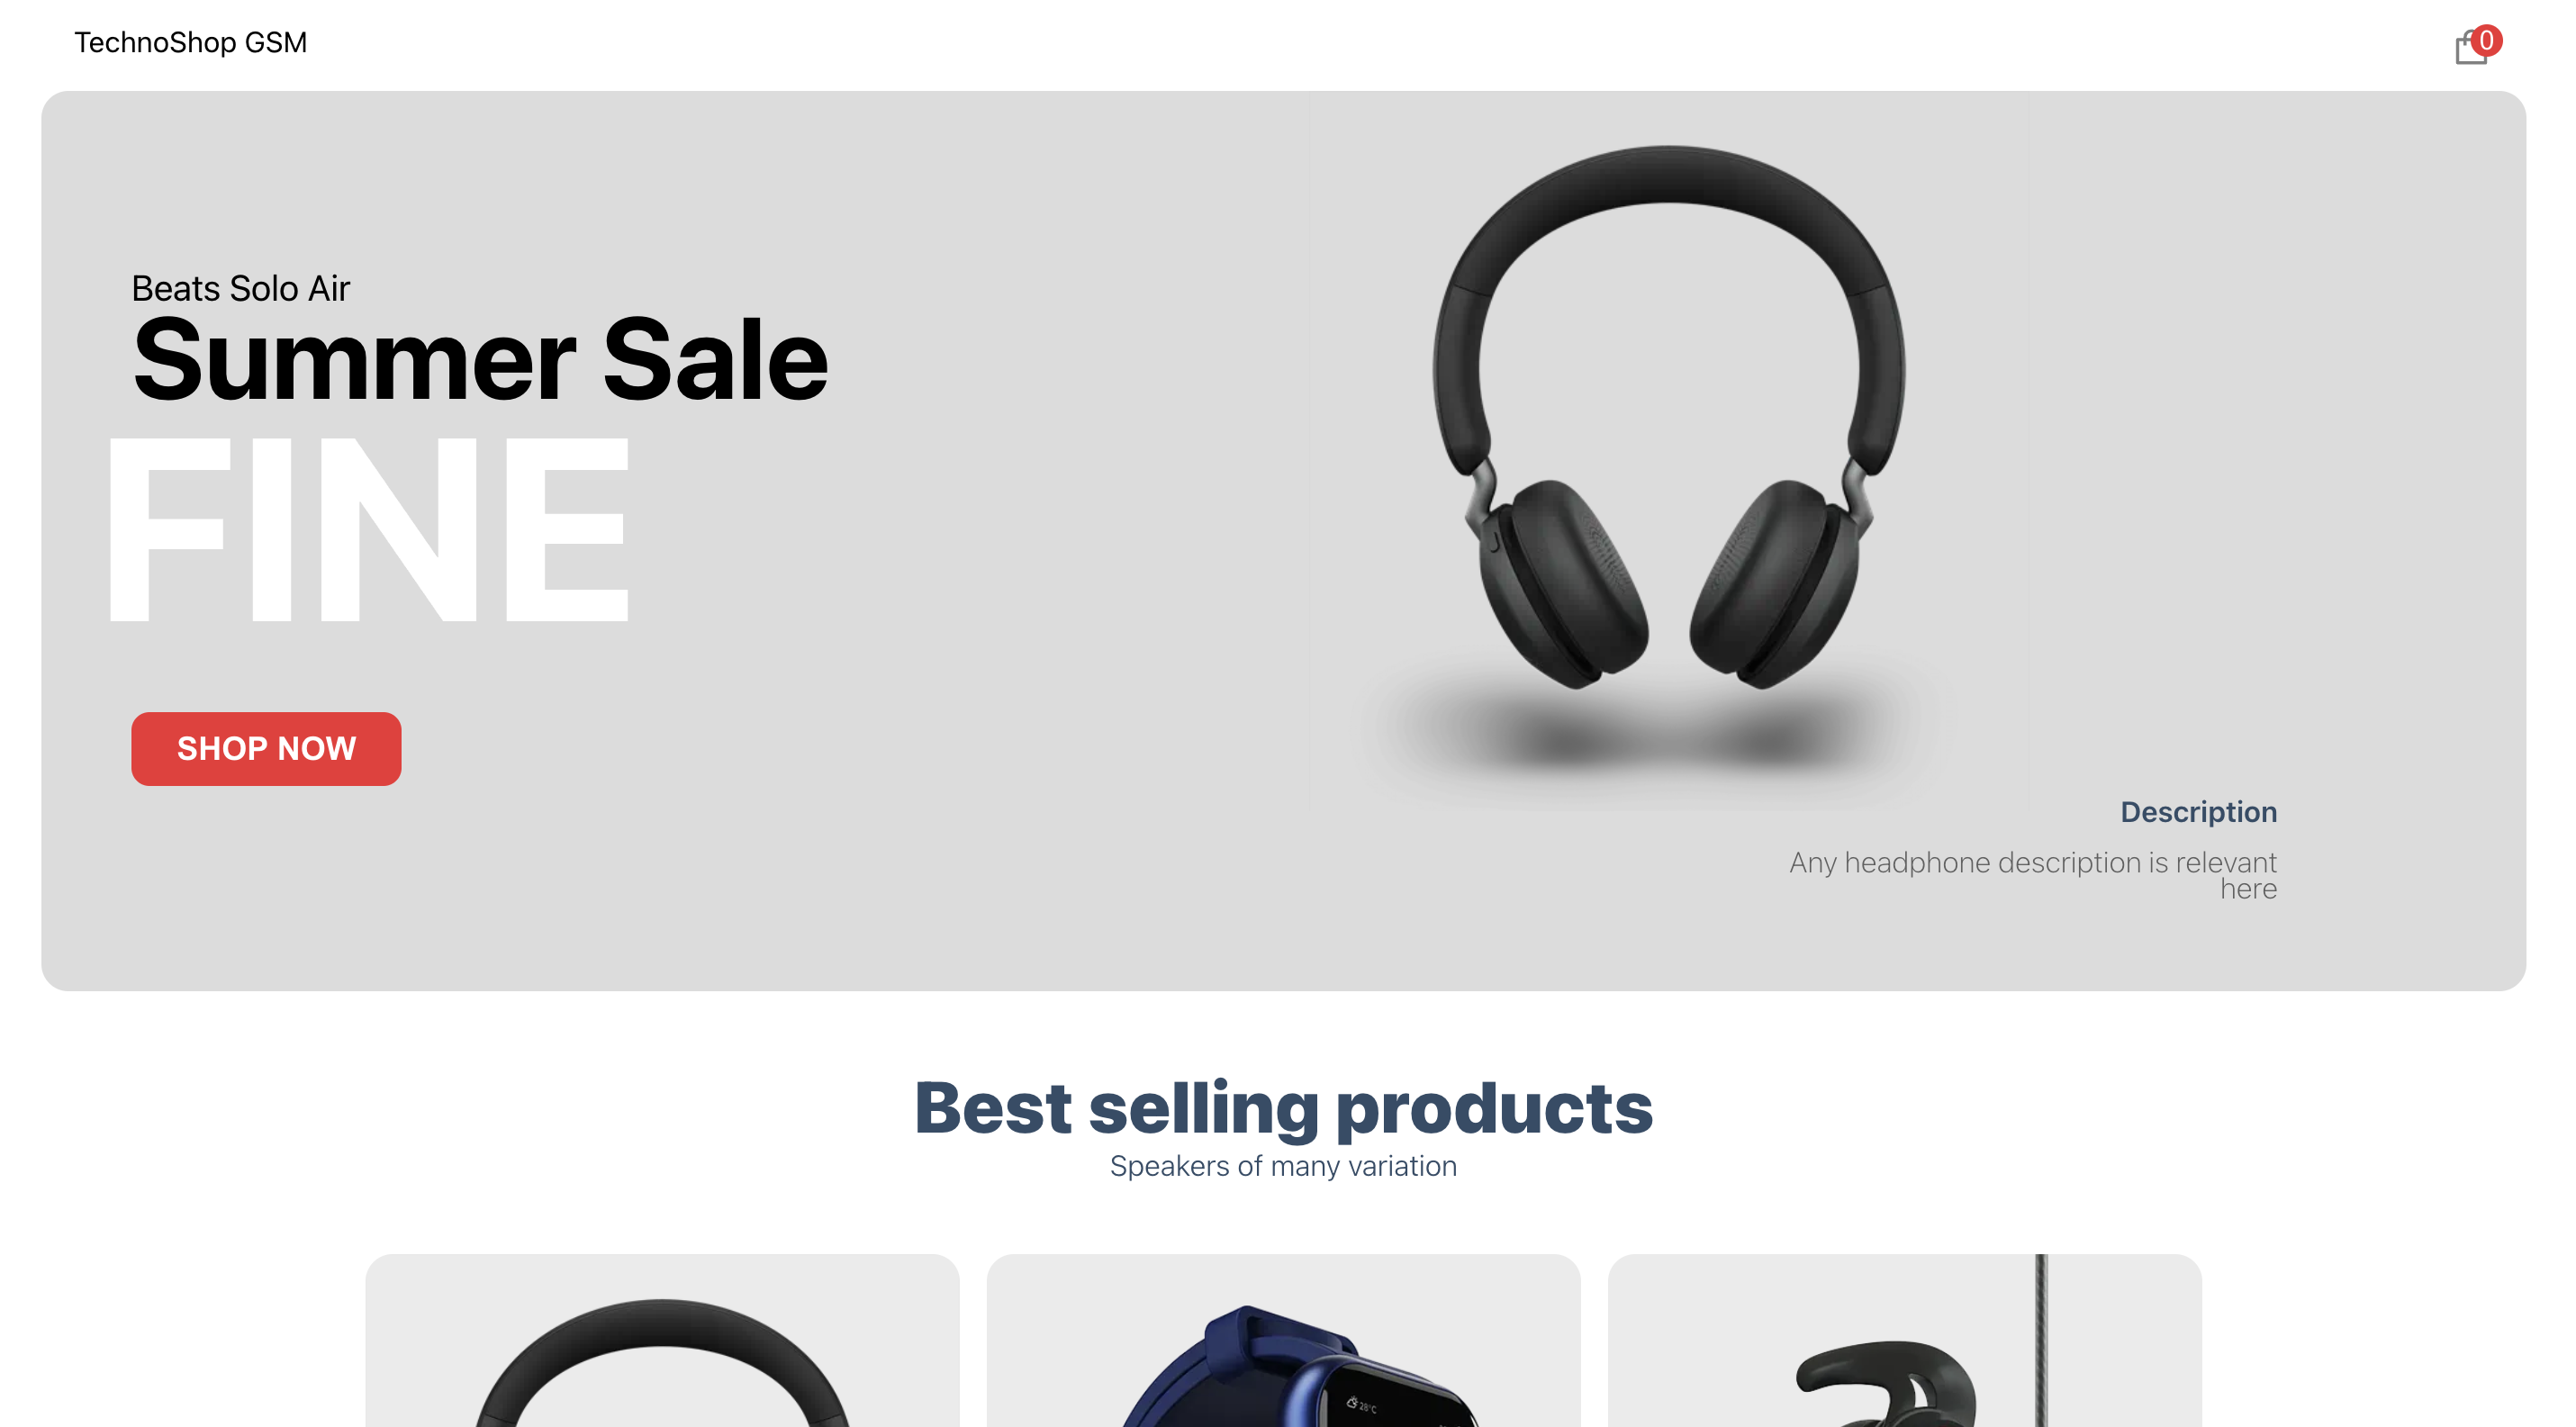 TechnoShop GSM
0
Beats Solo Air
Summer Sale
FINE
SHOP NOW
Description
Any headphone description is relevant
here
Best selling products
Speakers of many variation
28°C